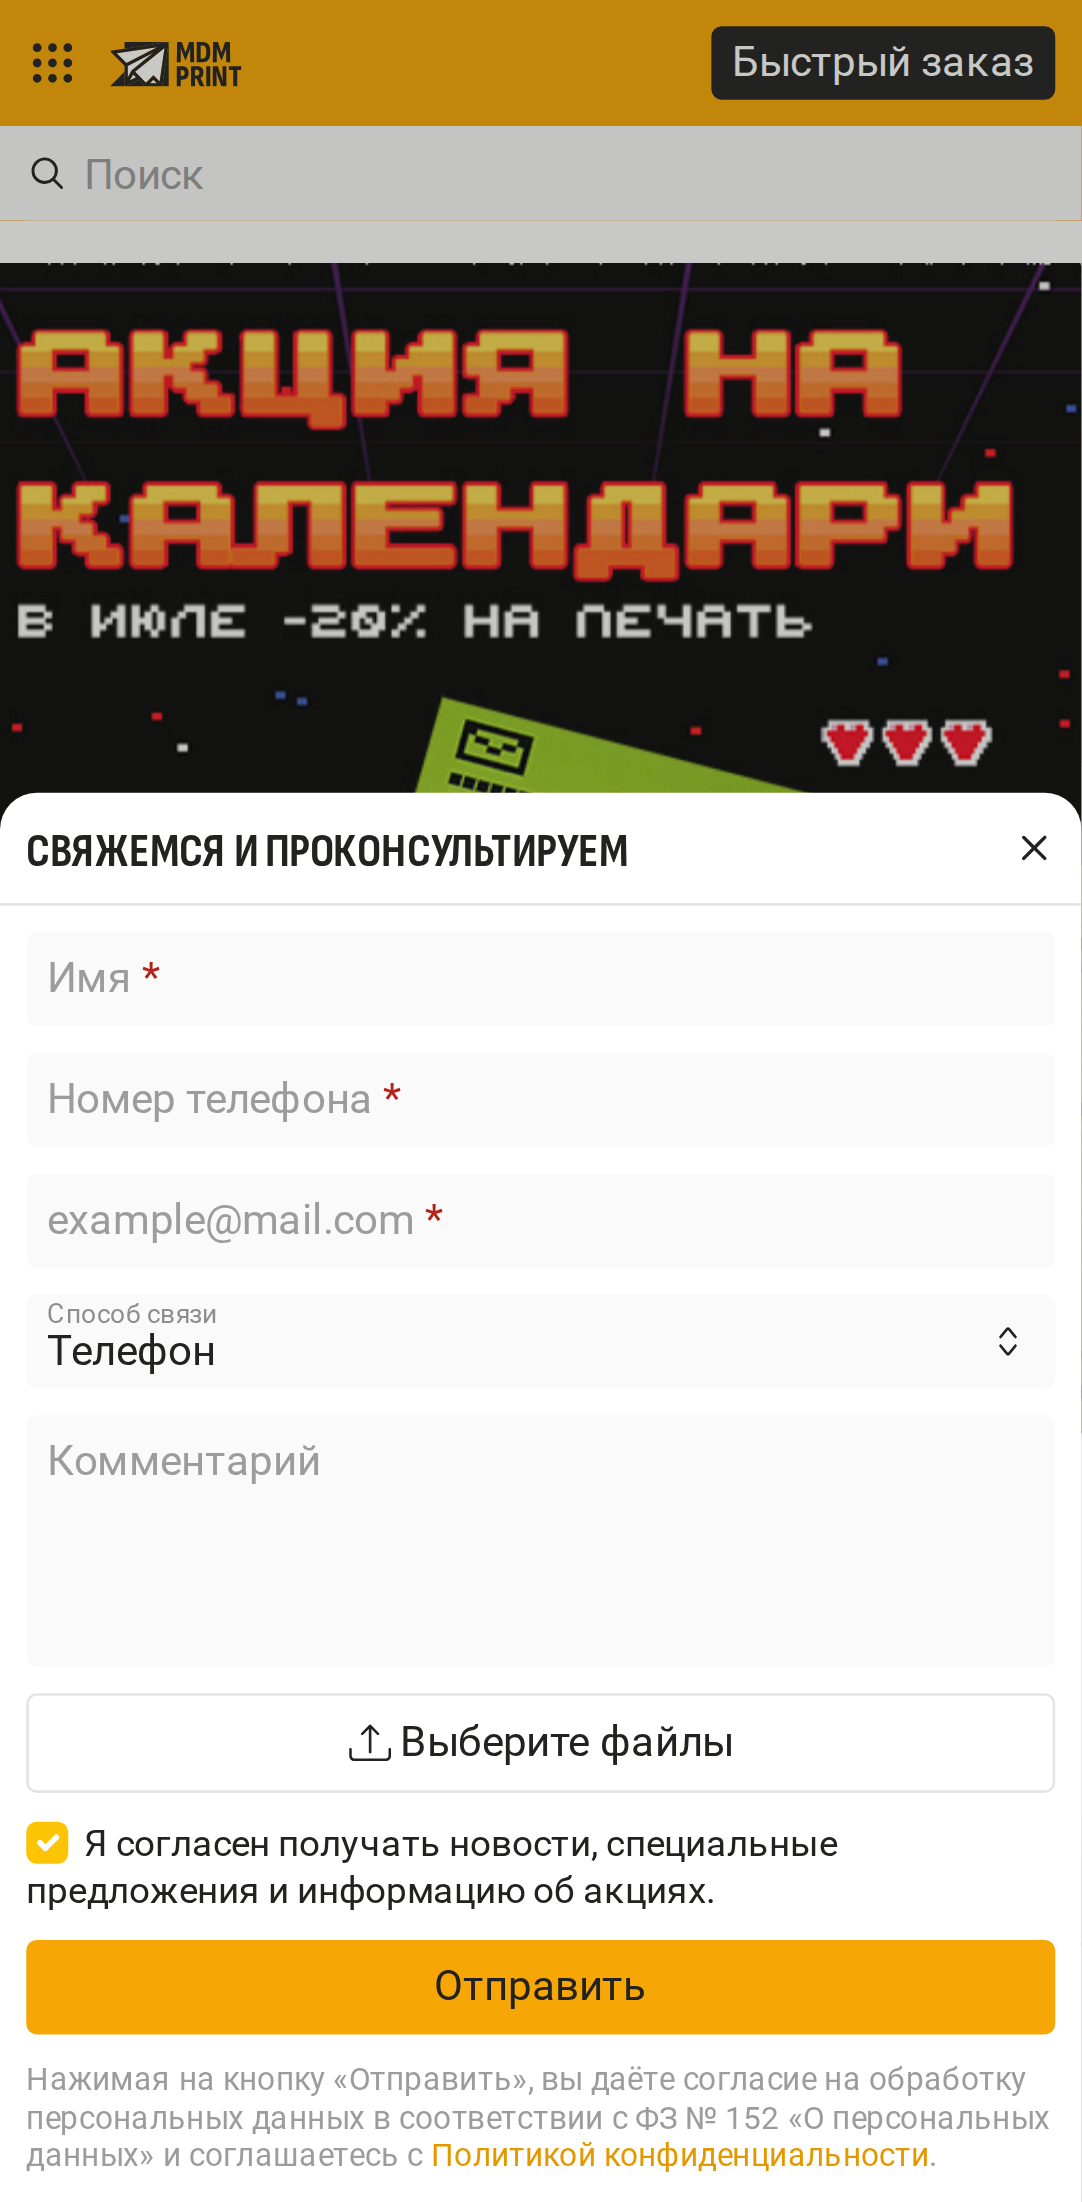 MDM
PRINT
Быстрый заказ
Поиск
АКЦИЯ НА
КАЛЕНДАРИ
В ИЮЛЕ -20% НА ПЕЧАТЬ
СВЯЖЕМСЯ И ПРОКОНСУЛЬТИРУЕМ
Имя *
Номер телефона *
example@mail.com *
Способ связи
Телефон
Комментарий
Выберите файлы
Я согласен получать новости, специальные
предложения и информацию об акциях.
Отправить
Нажимая на кнопку «Отправить», вы даёте согласие на обработку
персональных данных в соответствии с ФЗ № 152 «О персональных
данных» и соглашаетесь с Политикой конфиденциальности.